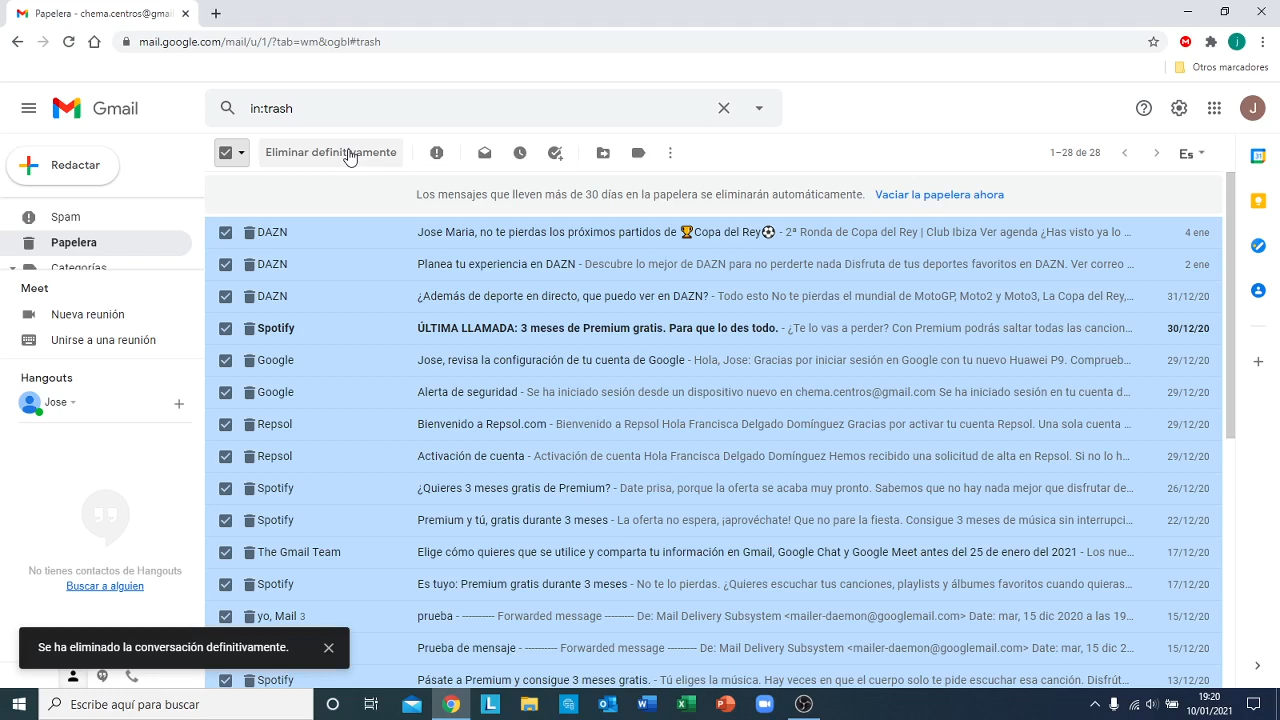 Papelera - chema.centros@gmail
mail.google.com/mail/u/1/?tab=wm&ogbl#trash
Otros marcadores
Gmail
in:trash
J
Redactar
Eliminar definitivamente
1–28 de 28
Es
Los mensajes que lleven más de 30 días en la papelera se eliminarán automáticamente. Vaciar la papelera ahora
Spam
Papelera
Categorías
Meet
Nueva reunión
Unirse a una reunión
Hangouts
Jose
No tienes contactos de Hangouts
Buscar a alguien
DAZN Jose Maria, no te pierdas los próximos partidos de 🏆Copa del Rey⚽ - 2ª Ronda de Copa del Rey | Club Ibiza Ver agenda ¿Has visto ya lo ... 4 ene
DAZN Planea tu experiencia en DAZN - Descubre lo mejor de DAZN para no perderte nada Disfruta de tus deportes favoritos en DAZN. Ver correo ... 2 ene
DAZN ¿Además de deporte en directo, que puedo ver en DAZN? - Todo esto No te pierdas el mundial de MotoGP, Moto2 y Moto3, La Copa del Rey,... 31/12/20
Spotify ÚLTIMA LLAMADA: 3 meses de Premium gratis. Para que lo des todo. - ¿Te lo vas a perder? Con Premium podrás saltar todas las cancion... 30/12/20
Google Jose, revisa la configuración de tu cuenta de Google - Hola, Jose: Gracias por iniciar sesión en Google con tu nuevo Huawei P9. Comprueb... 29/12/20
Google Alerta de seguridad - Se ha iniciado sesión desde un dispositivo nuevo en chema.centros@gmail.com Se ha iniciado sesión en tu cuenta d... 29/12/20
Repsol Bienvenido a Repsol.com - Bienvenido a Repsol Hola Francisca Delgado Domínguez Gracias por activar tu cuenta Repsol. Una sola cuenta ... 29/12/20
Repsol Activación de cuenta - Activación de cuenta Hola Francisca Delgado Domínguez Hemos recibido una solicitud de alta en Repsol. Si no lo h... 29/12/20
Spotify ¿Quieres 3 meses gratis de Premium? - Date prisa, porque la oferta se acaba muy pronto. Sabemos que no hay nada mejor que disfrutar de... 26/12/20
Spotify Premium y tú, gratis durante 3 meses - La oferta no espera, ¡aprovéchate! Que no pare la fiesta. Consigue 3 meses de música sin interrupci... 22/12/20
The Gmail Team Elige cómo quieres que se utilice y comparta tu información en Gmail, Google Chat y Google Meet antes del 25 de enero del 2021 - Los nue... 17/12/20
Spotify Es tuyo: Premium gratis durante 3 meses - No te lo pierdas. ¿Quieres escuchar tus canciones, playlists y álbumes favoritos cuando quieras... 17/12/20
yo, Mail 3 prueba - ---------- Forwarded message --------- De: Mail Delivery Subsystem <mailer-daemon@googlemail.com> Date: mar, 15 dic 2020 a las 19... 15/12/20
Prueba de mensaje - ---------- Forwarded message --------- De: Mail Delivery Subsystem <mailer-daemon@googlemail.com> Date: mar, 15 dic 2... 15/12/20
Spotify Pásate a Premium y consigue 3 meses gratis. - Tú eliges la música. Hay veces en que el cuerpo solo te pide escuchar esa canción. Disfrút... 13/12/20
Se ha eliminado la conversación definitivamente.
Escribe aquí para buscar
19:20
10/01/2021